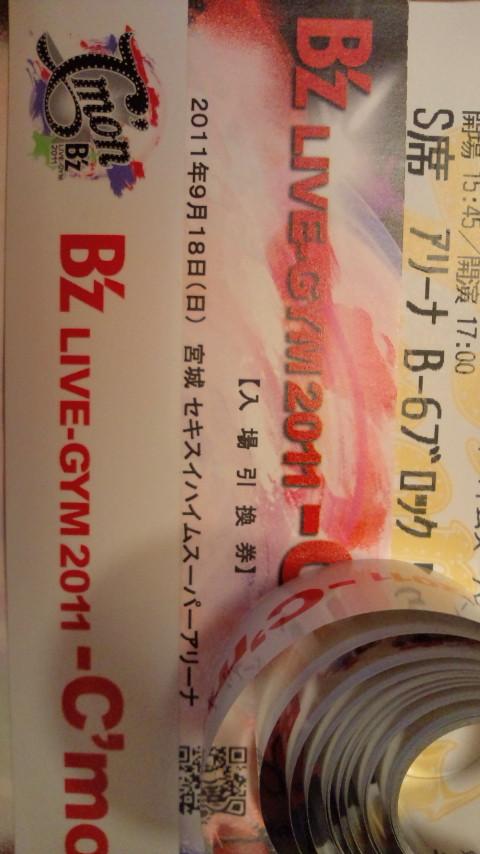 開場 15:45／開演 17:00
S席 アリーナ B-6ブロック
B'z LIVE-GYM 2011 - C
【入場引換券】
2011年9月18日(日) 宮城 セキスイハイムスーパーアリーナ
C'mon
B'z
LIVE-GYM
2011
B'z LIVE-GYM 2011 -C'mo